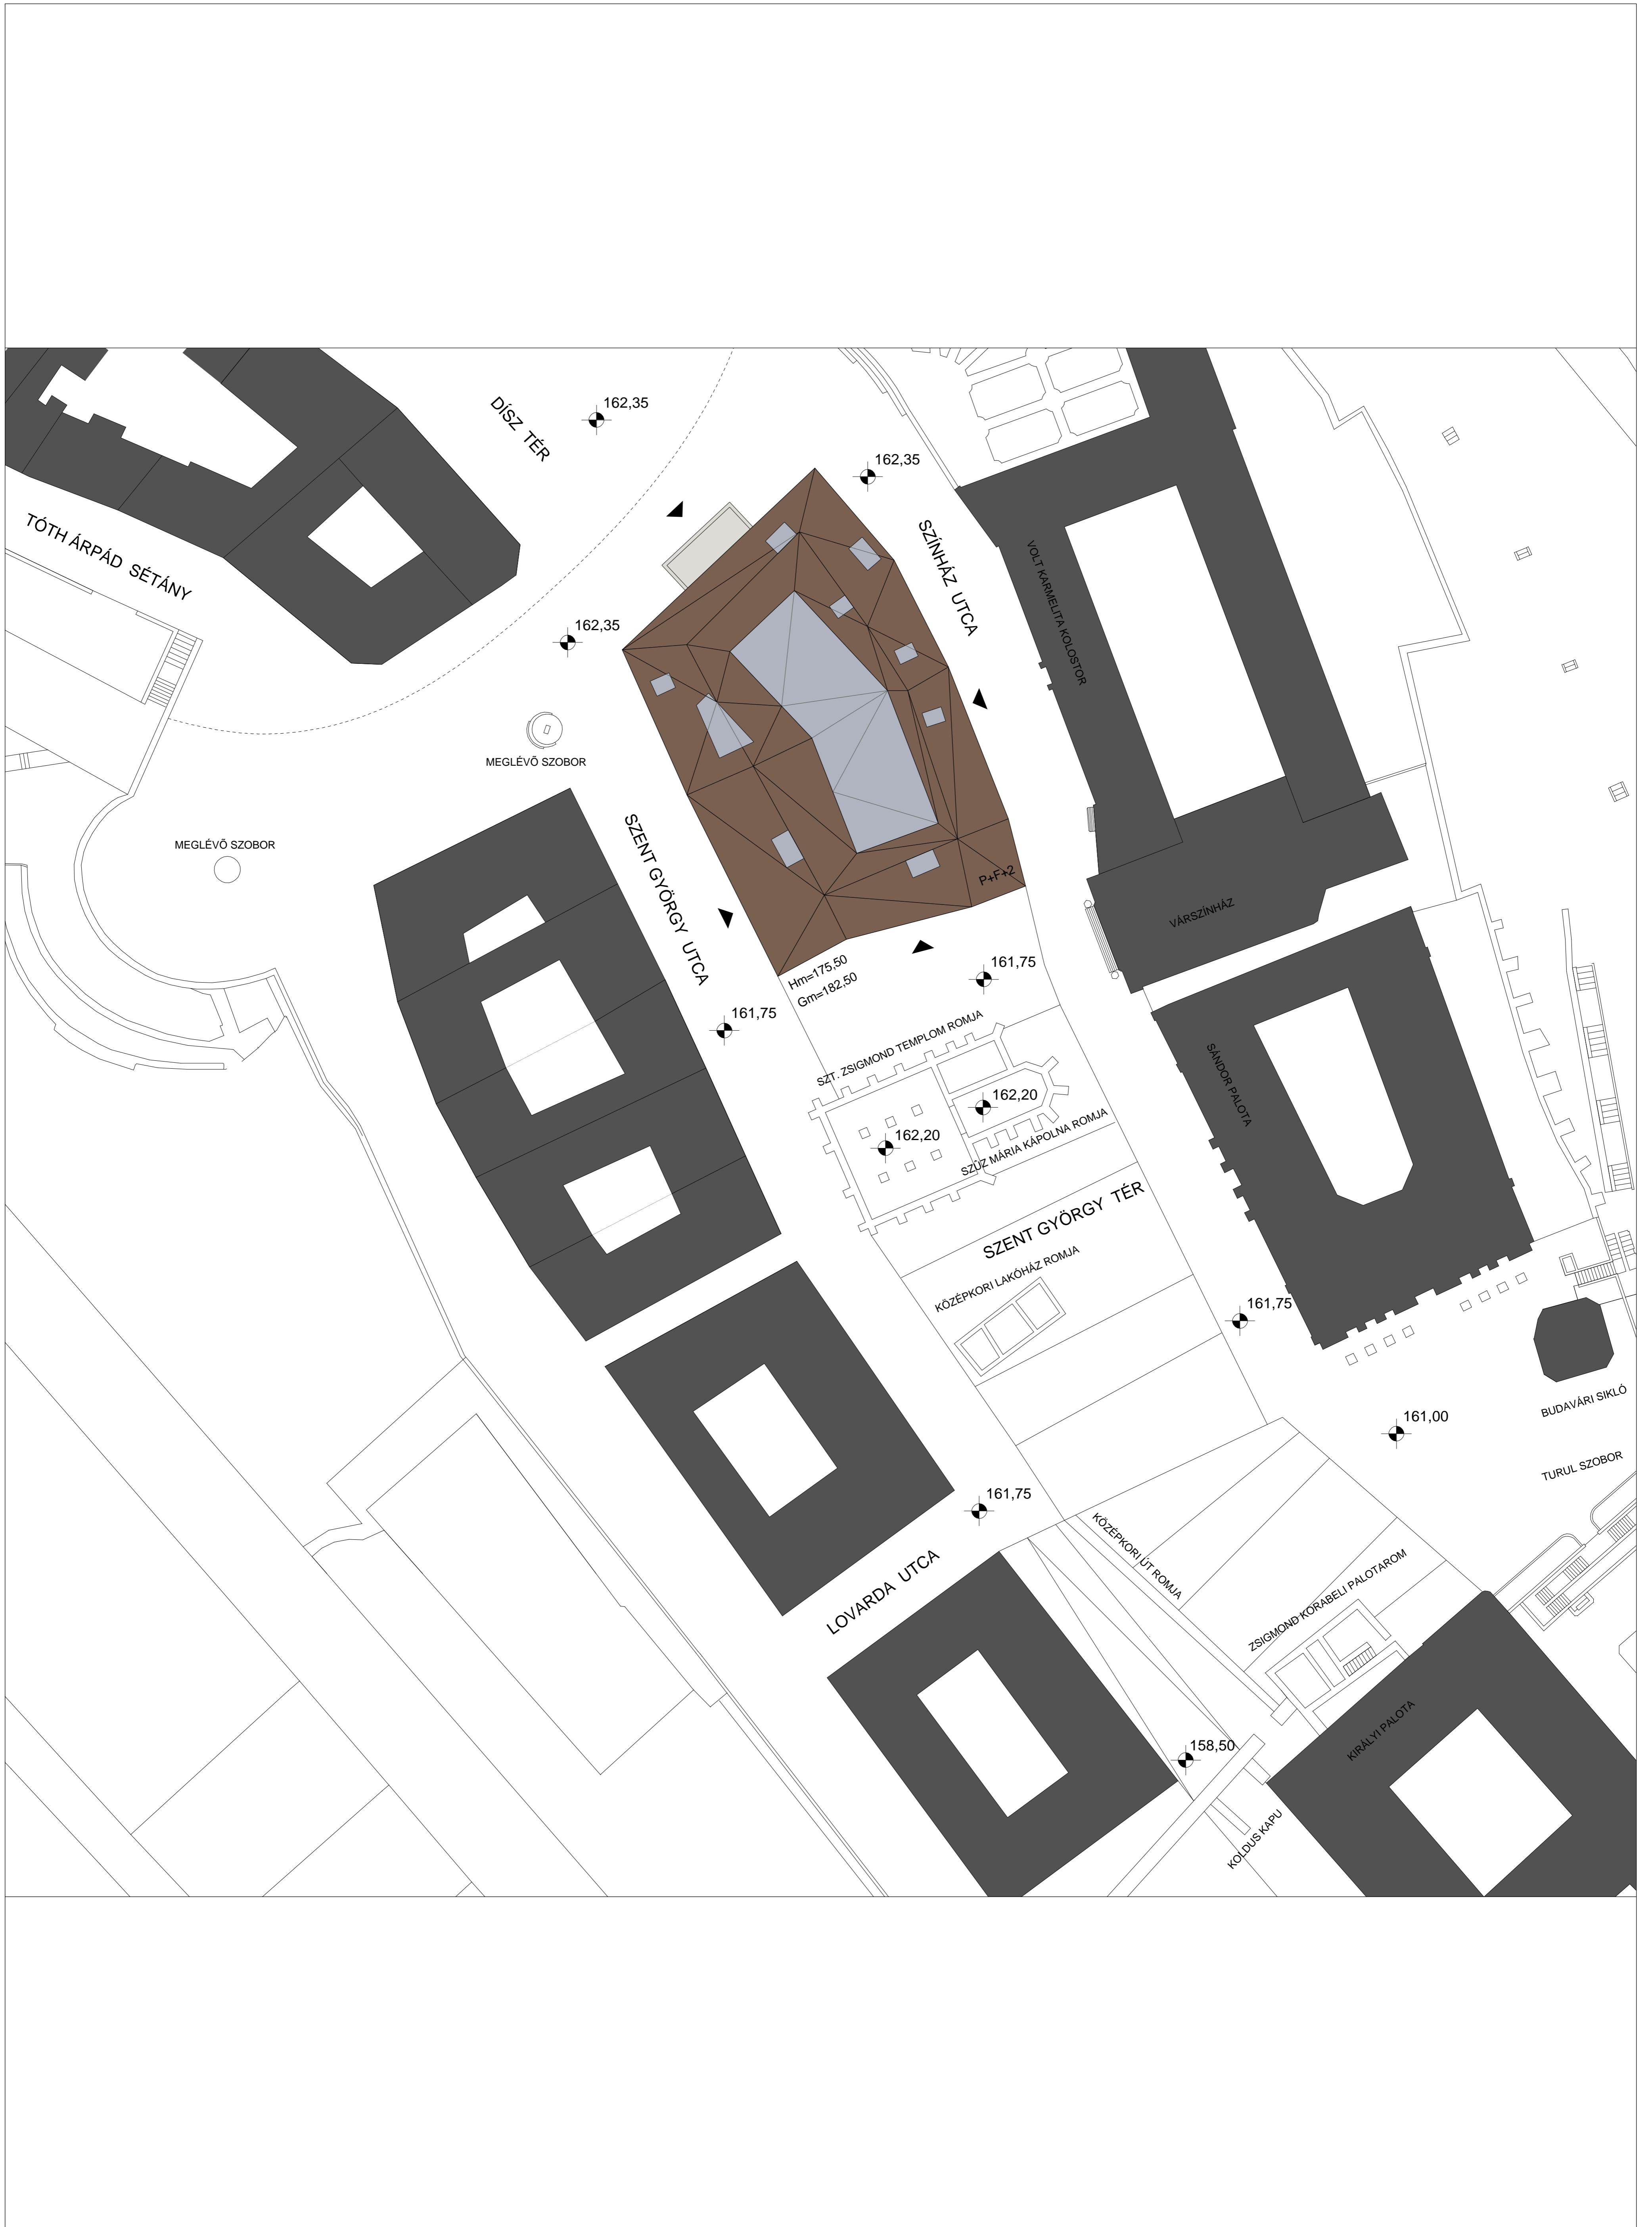 DÍSZ TÉR
162,35
162,35
TÓTH ÁRPÁD SÉTÁNY
SZÍNHÁZ UTCA
VOLT KARMELITA KOLOSTOR
162,35
MEGLÉVŐ SZOBOR
MEGLÉVŐ SZOBOR
SZENT GYÖRGY UTCA
P+F+2
VÁRSZÍNHÁZ
Hm=175,50
Gm=182,50
161,75
161,75
SZT. ZSIGMOND TEMPLOM ROMJA
SÁNDOR PALOTA
162,20
162,20
SZŰZ MÁRIA KÁPOLNA ROMJA
SZENT GYÖRGY TÉR
KÖZÉPKORI LAKÓHÁZ ROMJA
161,75
BUDAVÁRI SIKLÓ
161,00
TURUL SZOBOR
161,75
KÖZÉPKORI ÚT ROMJA
LOVARDA UTCA
ZSIGMOND KORABELI PALOTAROM
KIRÁLYI PALOTA
158,50
KOLDUS KAPU